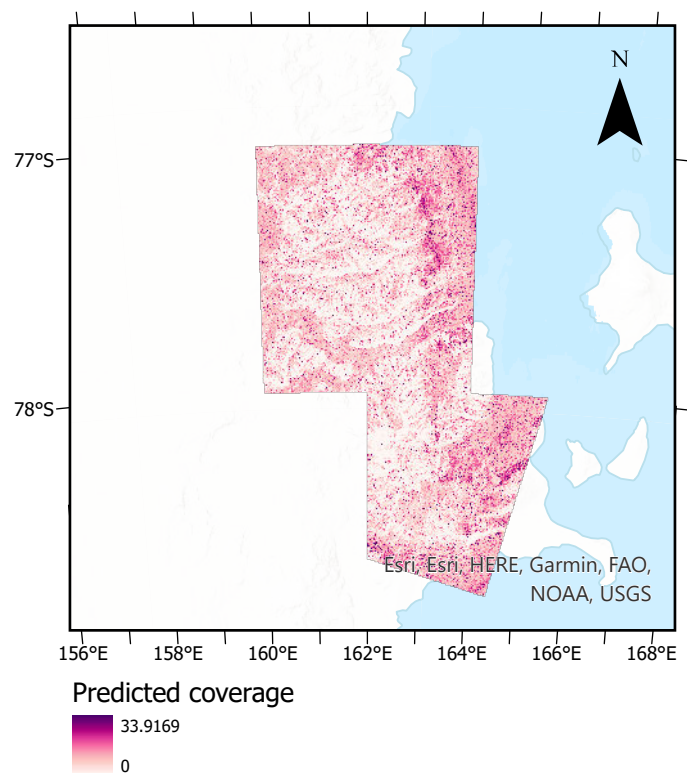 N
77°S
78°S
Esri, Esri, HERE, Garmin, FAO,
NOAA, USGS
156°E 158°E 160°E 162°E 164°E 166°E 168°E
Predicted coverage
33.9169
0